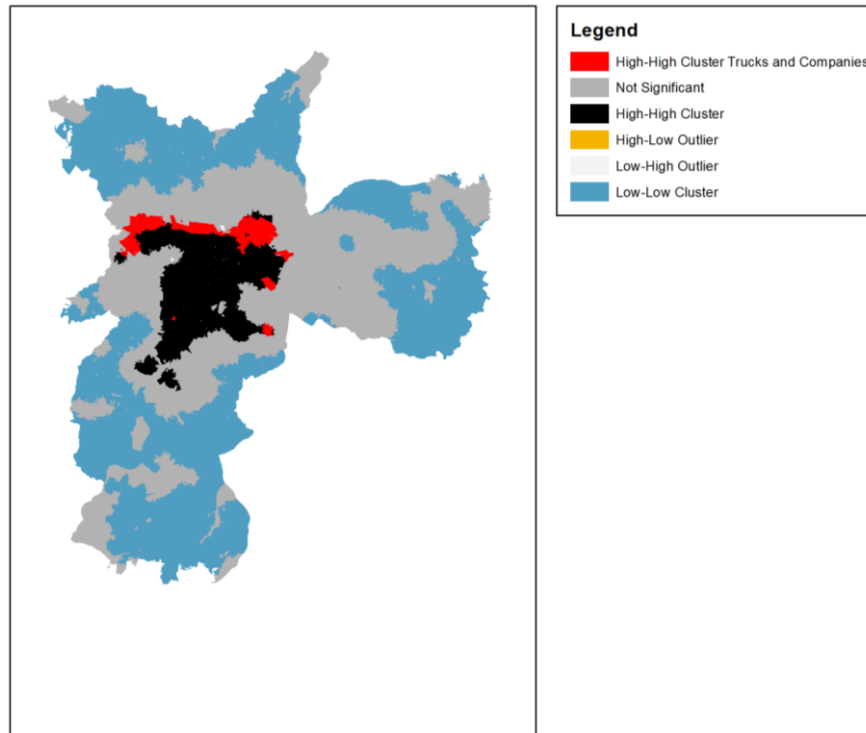 Legend
High-High Cluster Trucks and Companies
Not Significant
High-High Cluster
High-Low Outlier
Low-High Outlier
Low-Low Cluster